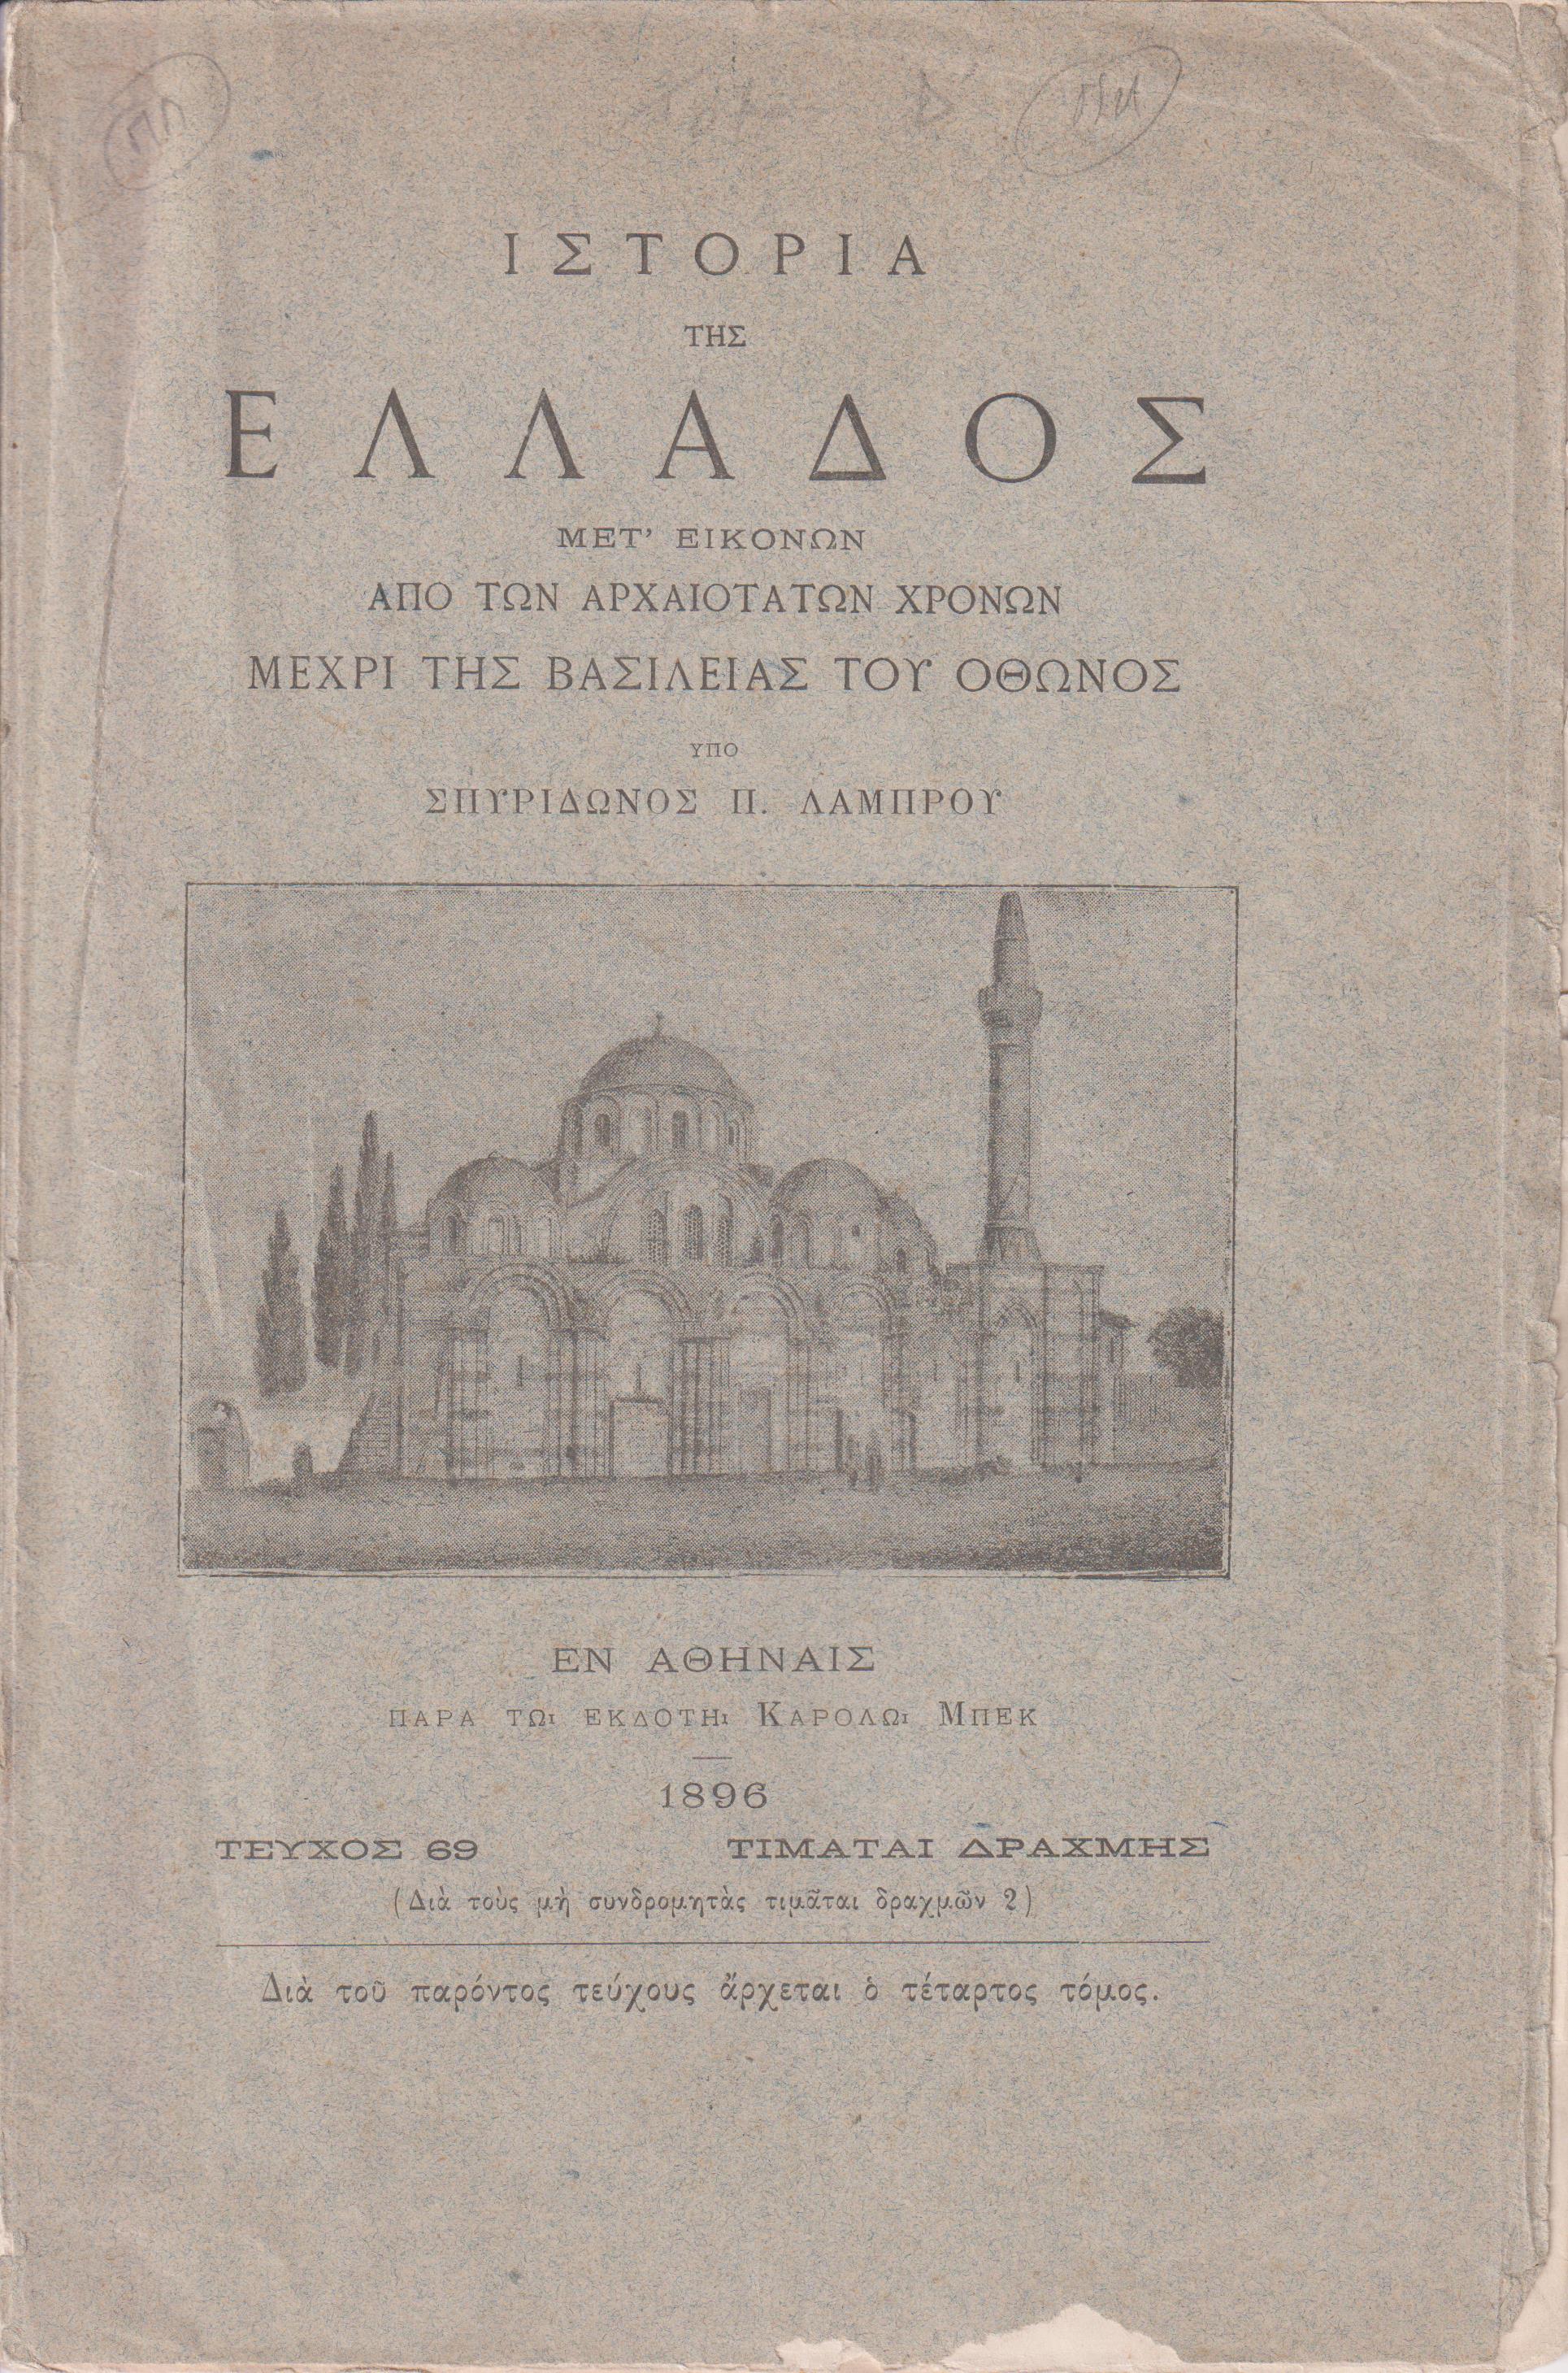 ΙΣΤΟΡΙΑ
ΤΗΣ
ΕΛΛΑΔΟΣ
ΜΕΤ' ΕΙΚΟΝΩΝ
ΑΠΟ ΤΩΝ ΑΡΧΑΙΟΤΑΤΩΝ ΧΡΟΝΩΝ
ΜΕΧΡΙ ΤΗΣ ΒΑΣΙΛΕΙΑΣ ΤΟΥ ΟΘΩΝΟΣ
ΥΠΟ
ΣΠΥΡΙΔΩΝΟΣ Π. ΛΑΜΠΡΟΥ
ΕΝ ΑΘΗΝΑΙΣ
ΠΑΡΑ ΤΩι ΕΚΔΟΤΗι ΚΑΡΟΛΩι ΜΠΕΚ
1896
ΤΕΥΧΟΣ 69 ΤΙΜΑΤΑΙ ΔΡΑΧΜΗΣ
(Διὰ τοὺς μὴ συνδρομητὰς τιμᾶται δραχμῶν 2)
Διὰ τοῦ παρόντος τεύχους ἄρχεται ὁ τέταρτος τόμος.